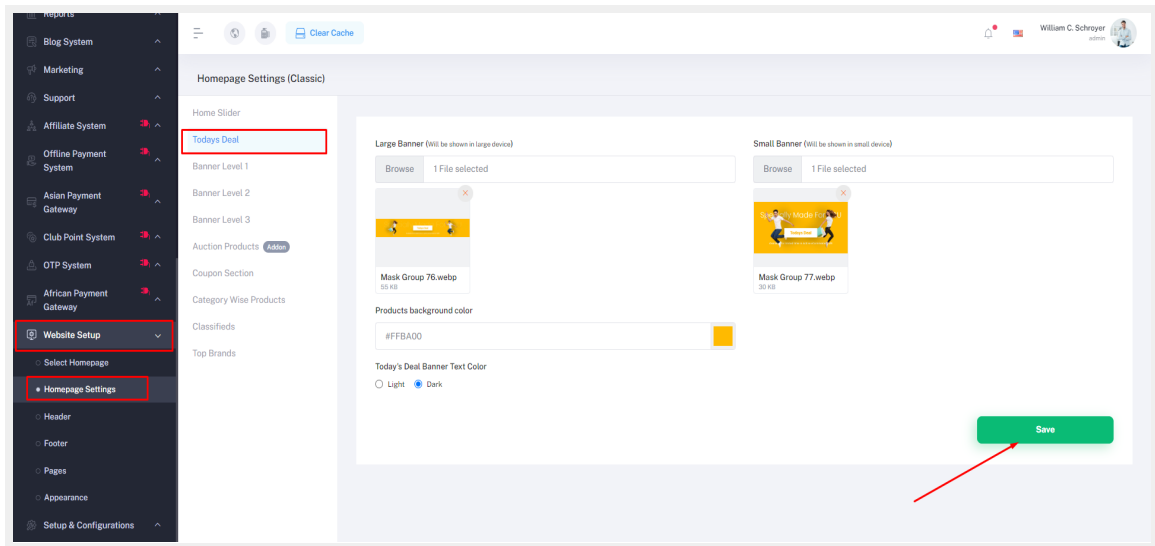 Reports
Blog System
Marketing
Support
Affiliate System
Offline Payment
System
Asian Payment
Gateway
Club Point System
OTP System
African Payment
Gateway
Website Setup
Select Homepage
Homepage Settings
Header
Footer
Pages
Appearance
Setup & Configurations
Clear Cache
William C. Schroyer
admin
Homepage Settings (Classic)
Home Slider
Todays Deal
Banner Level 1
Banner Level 2
Banner Level 3
Auction Products Addon
Coupon Section
Category Wise Products
Classifieds
Top Brands
Large Banner (Will be shown in large device)
Browse 1 File selected
Mask Group 76.webp
55 KB
Small Banner (Will be shown in small device)
Browse 1 File selected
Todays Deal
Mask Group 77.webp
30 KB
Products background color
#FFBA00
Today's Deal Banner Text Color
Light Dark
Save